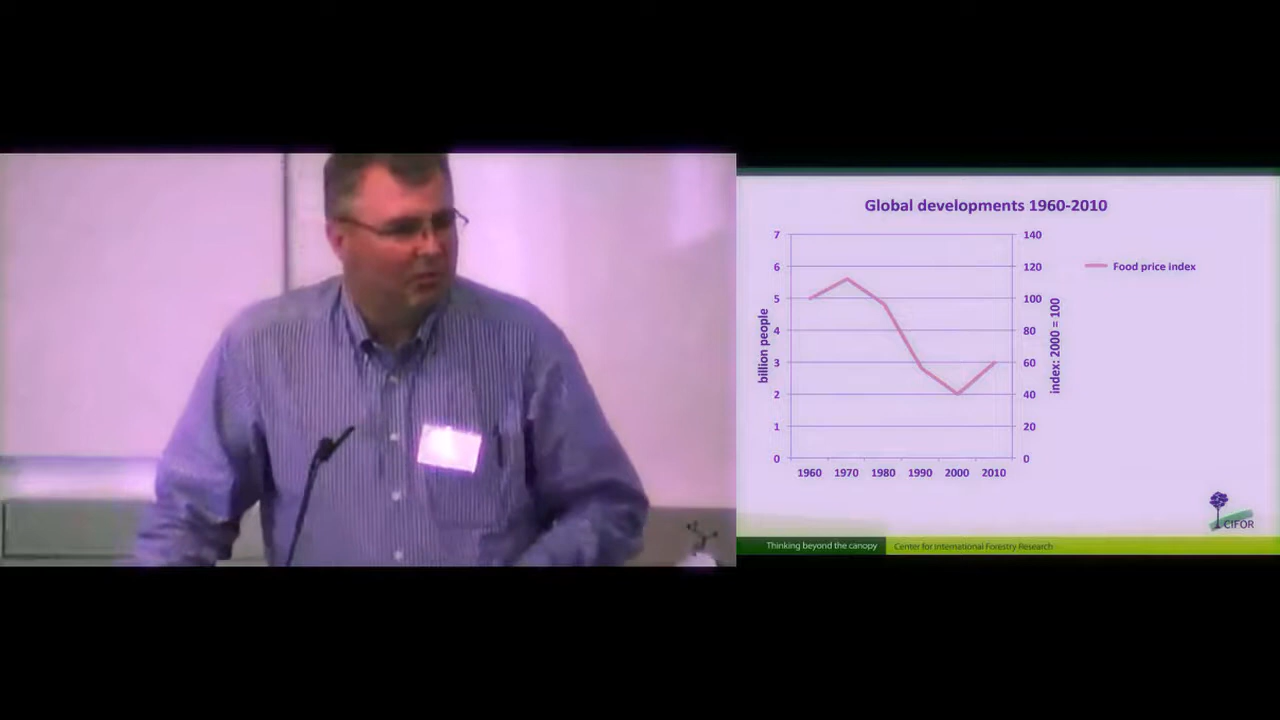 Global developments 1960-2010
7
6
5
4
3
2
1
0
billion people
140
120
100
80
60
40
20
0
index: 2000 = 100
1960 1970 1980 1990 2000 2010
Food price index
CIFOR
Thinking beyond the canopy
Center for International Forestry Research